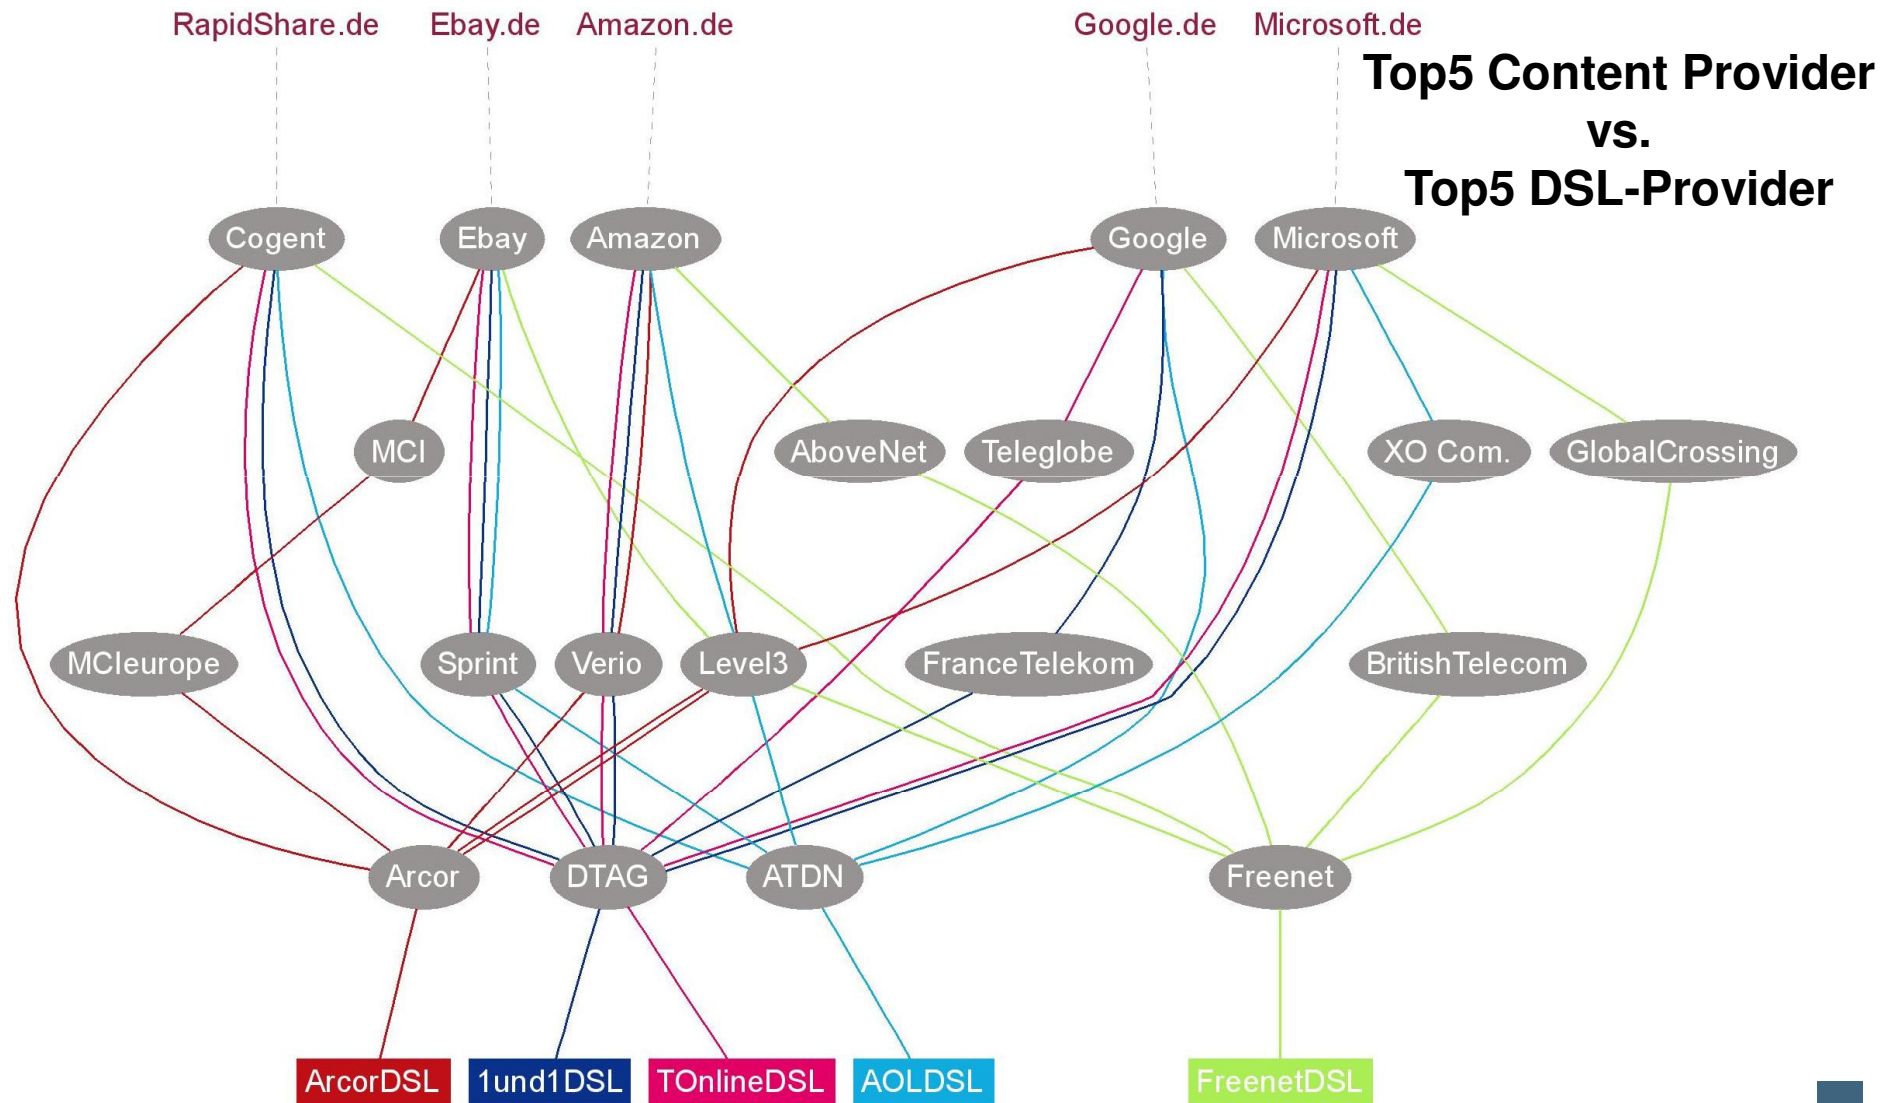 RapidShare.de Ebay.de Amazon.de Google.de Microsoft.de
Top5 Content Provider
vs.
Top5 DSL-Provider
Cogent Ebay Amazon Google Microsoft
MCI AboveNet Teleglobe XO Com. GlobalCrossing
MCIeurope Sprint Verio Level3 FranceTelekom BritishTelecom
Arcor DTAG ATDN Freenet
ArcorDSL 1und1DSL TOnlineDSL AOLDSL FreenetDSL